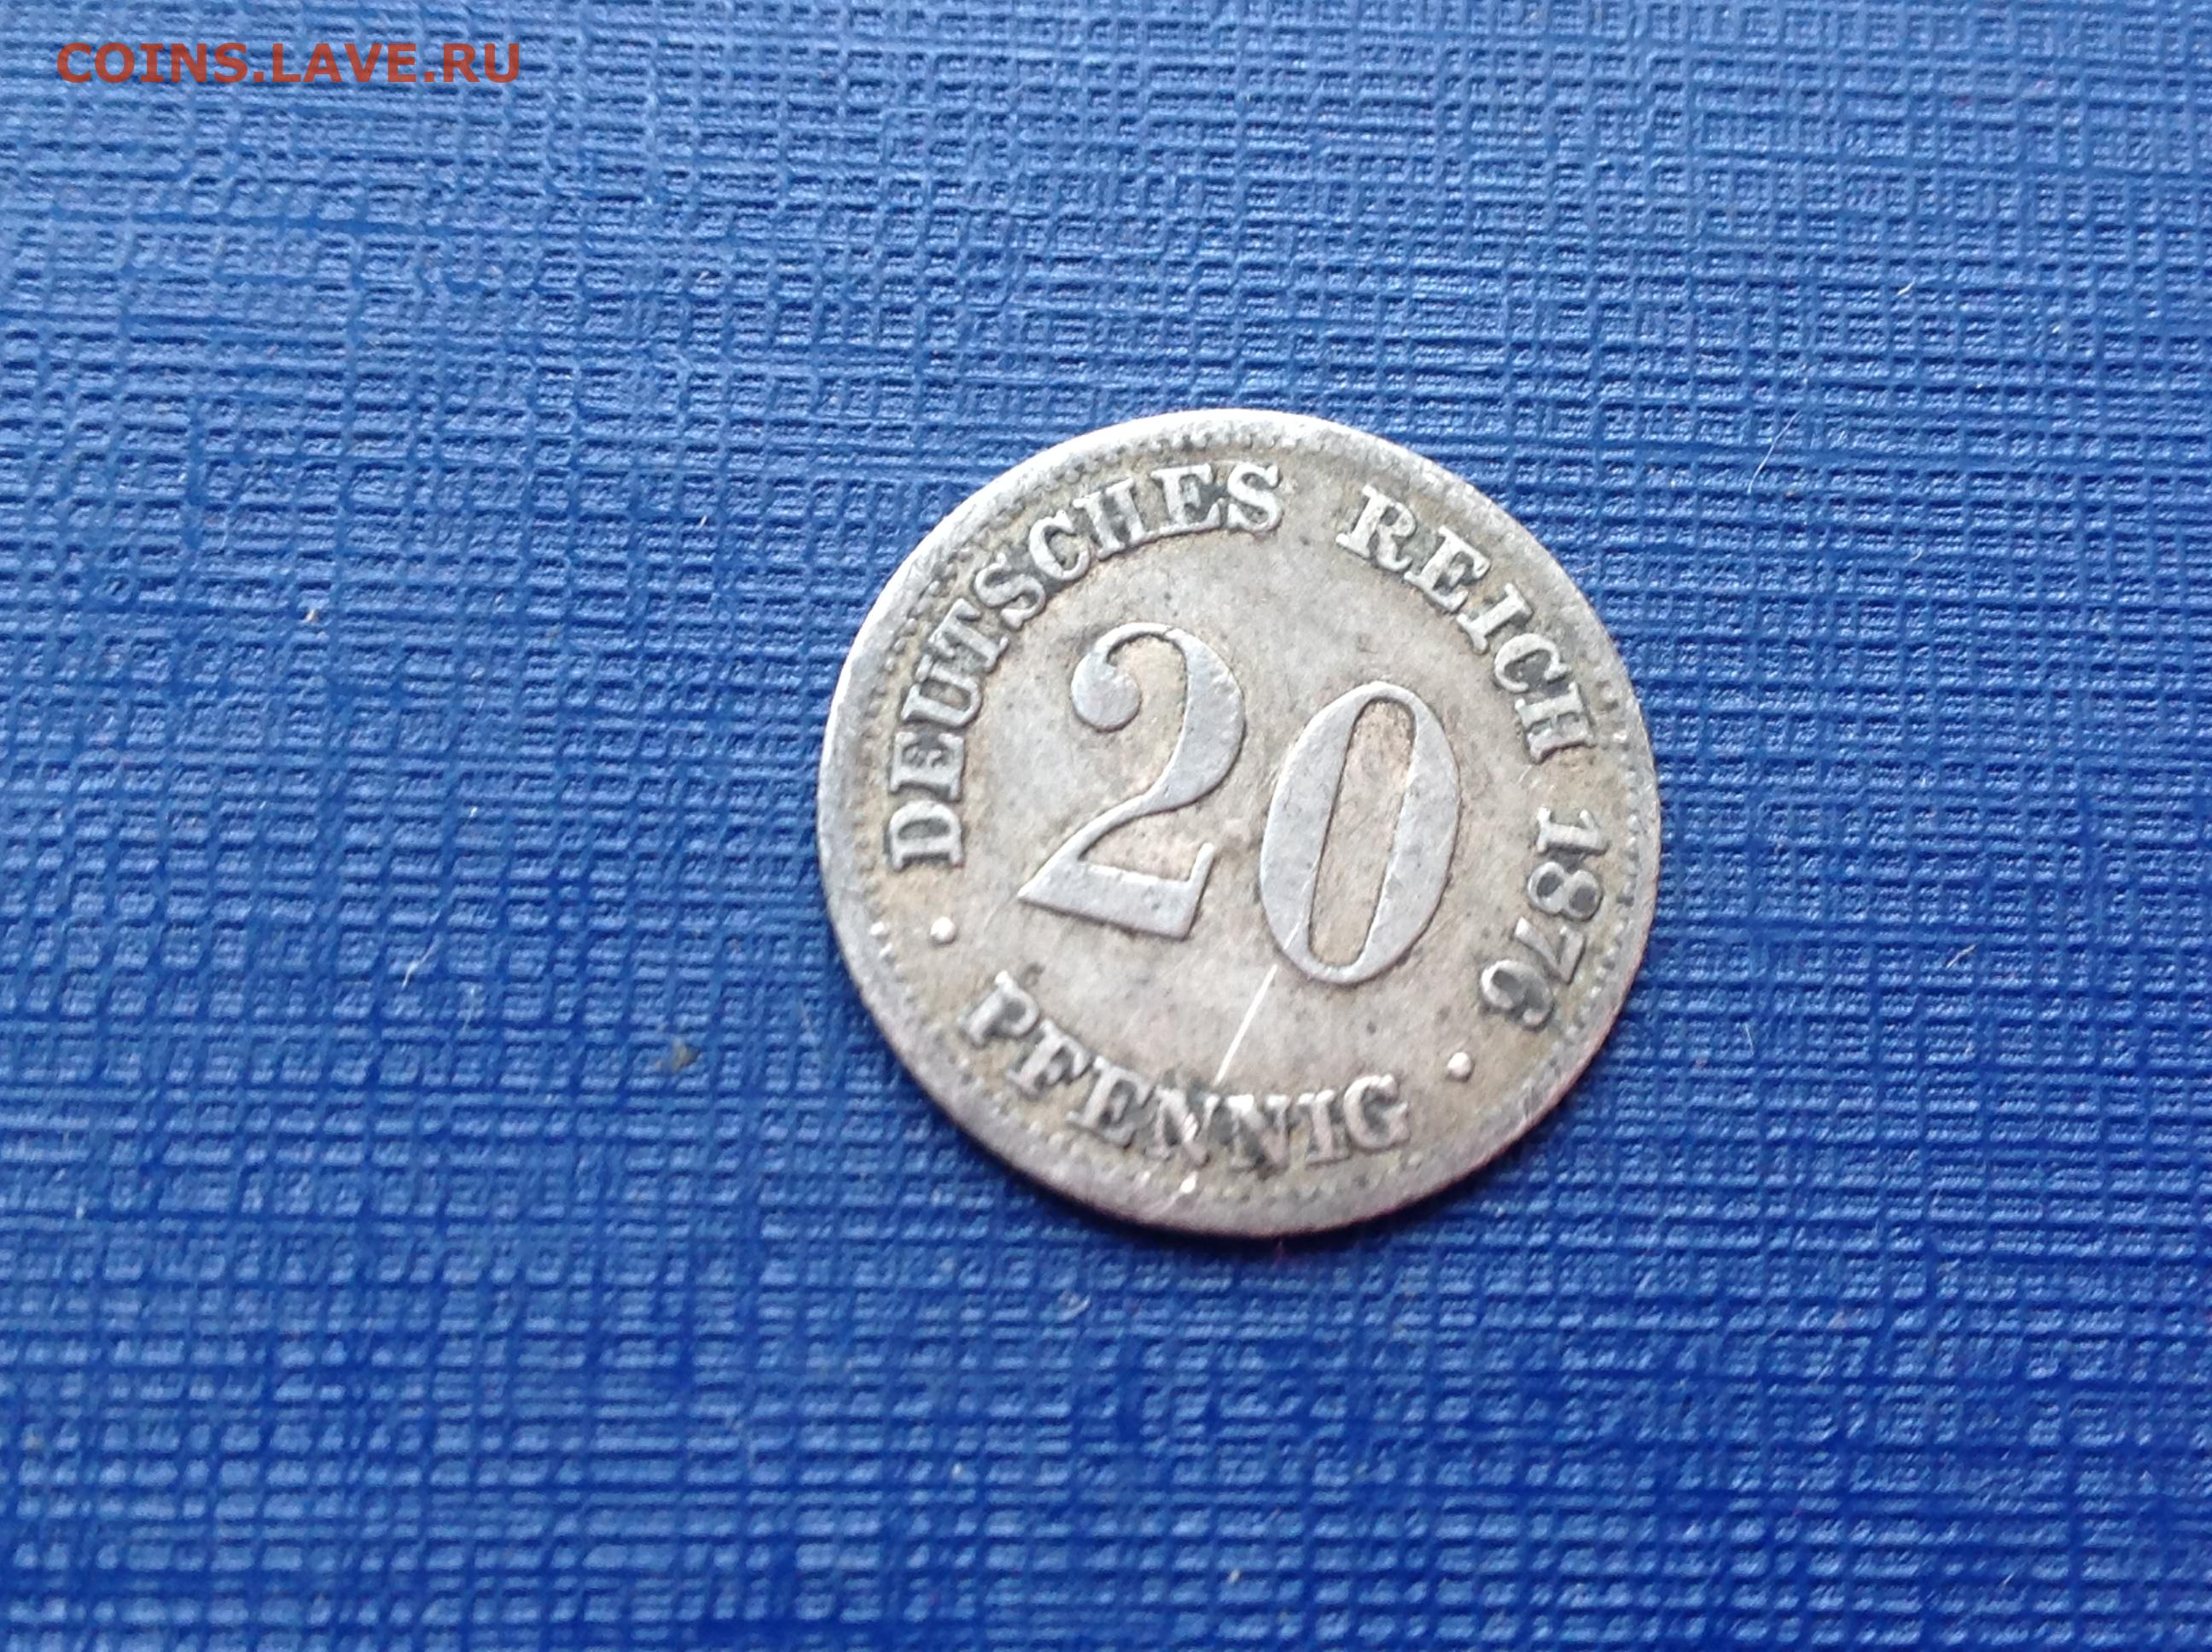 COINS.LAVE.RU
DEUTSCHES REICH 1876
20
• PFENNIG •